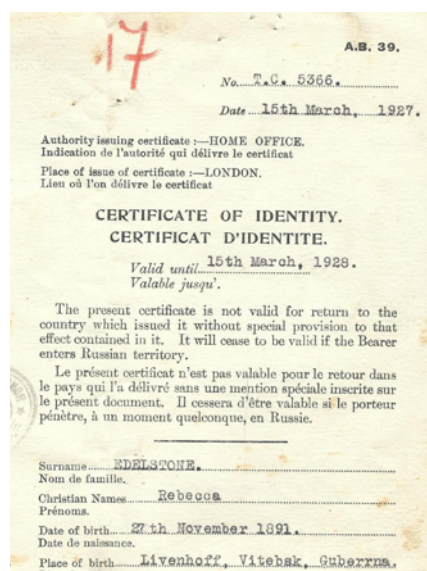 17
A.B. 39.
No. T.C. 5366.
Date 15th March, 1927.
Authority issuing certificate :—HOME OFFICE.
Indication de l'autorité qui délivre le certificat
Place of issue of certificate :—LONDON.
Lieu où l'on délivre le certificat
CERTIFICATE OF IDENTITY.
CERTIFICAT D'IDENTITE.
Valid until 15th March, 1928.
Valable jusqu'.
The present certificate is not valid for return to the
country which issued it without special provision to that
effect contained in it. It will cease to be valid if the Bearer
enters Russian territory.
Le présent certificat n'est pas valable pour le retour dans
le pays qui l'a délivré sans une mention spéciale inscrite sur
le présent document. Il cessera d'être valable si le porteur
pénètre, à un moment quelconque, en Russie.
Surname EDELSTONE.
Nom de famille.
Christian Names Rebecca
Prénoms.
Date of birth 27th November 1891.
Date de naissance.
Place of birth Livenhoff, Vitebsk, Guberrna.